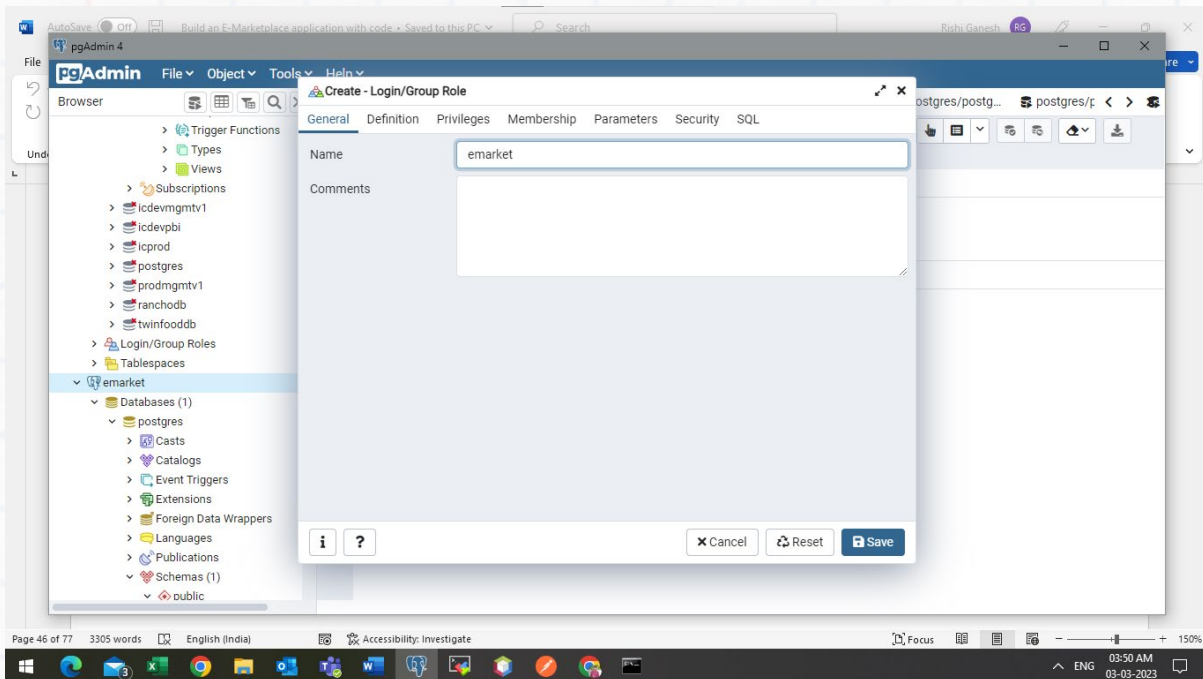 AutoSave Off Build an E-Marketplace application with code • Saved to this PC Search Rishi Ganesh RG
pgAdmin 4
File
pgAdmin File Object Tools Help
Create - Login/Group Role
Browser
ostgres/postg... postgres/p
General Definition Privileges Membership Parameters Security SQL
Trigger Functions
Name emarket
Types
Views
Comments
Subscriptions
icdevmgmtv1
icdevpbi
icprod
postgres
prodmgmtv1
ranchodb
twinfooddb
Login/Group Roles
Tablespaces
emarket
Databases (1)
postgres
Casts
Catalogs
Event Triggers
Extensions
Foreign Data Wrappers
Languages
i ? Cancel Reset Save
Publications
Schemas (1)
public
Page 46 of 77 3305 words English (India) Accessibility: Investigate Focus 150%
ENG 03:50 AM
03-03-2023